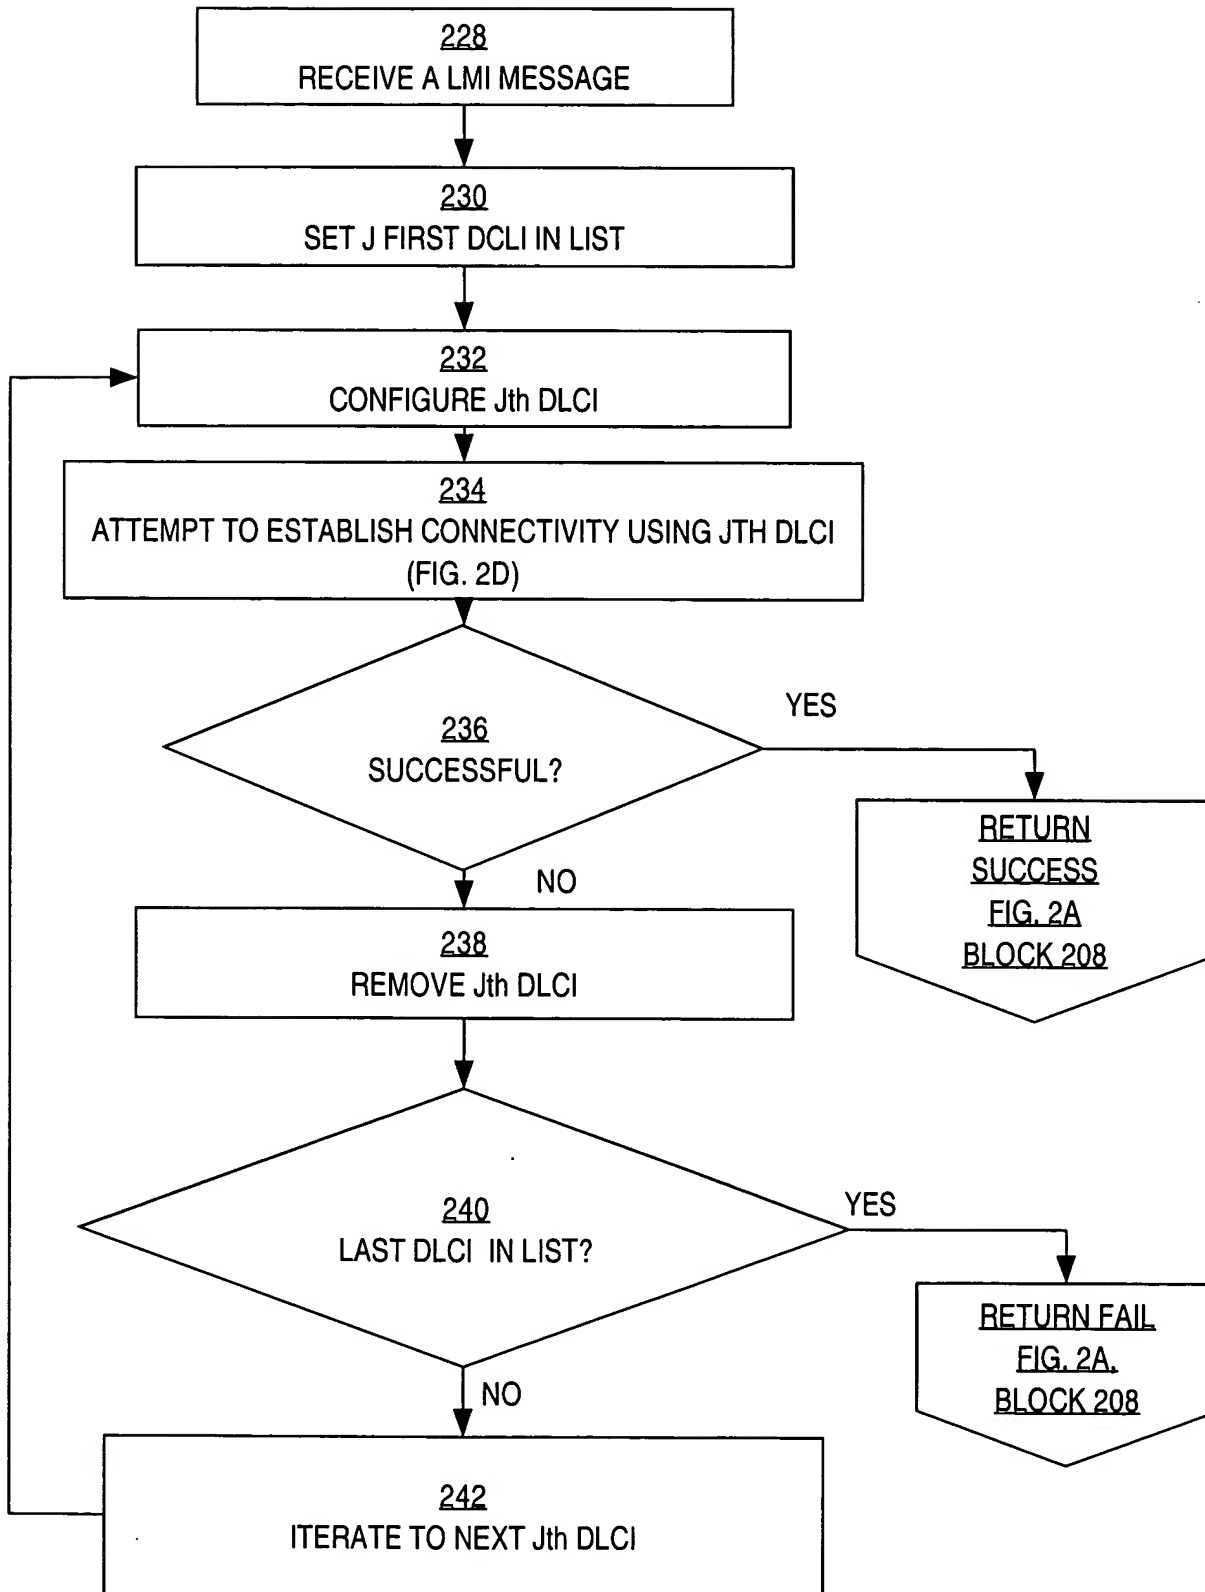 228
RECEIVE A LMI MESSAGE
230
SET J FIRST DCLI IN LIST
232
CONFIGURE Jth DLCI
234
ATTEMPT TO ESTABLISH CONNECTIVITY USING JTH DLCI
(FIG. 2D)
236
SUCCESSFUL?
YES
RETURN
SUCCESS
FIG. 2A
BLOCK 208
NO
238
REMOVE Jth DLCI
240
LAST DLCI IN LIST?
YES
RETURN FAIL
FIG. 2A.
BLOCK 208
NO
242
ITERATE TO NEXT Jth DLCI